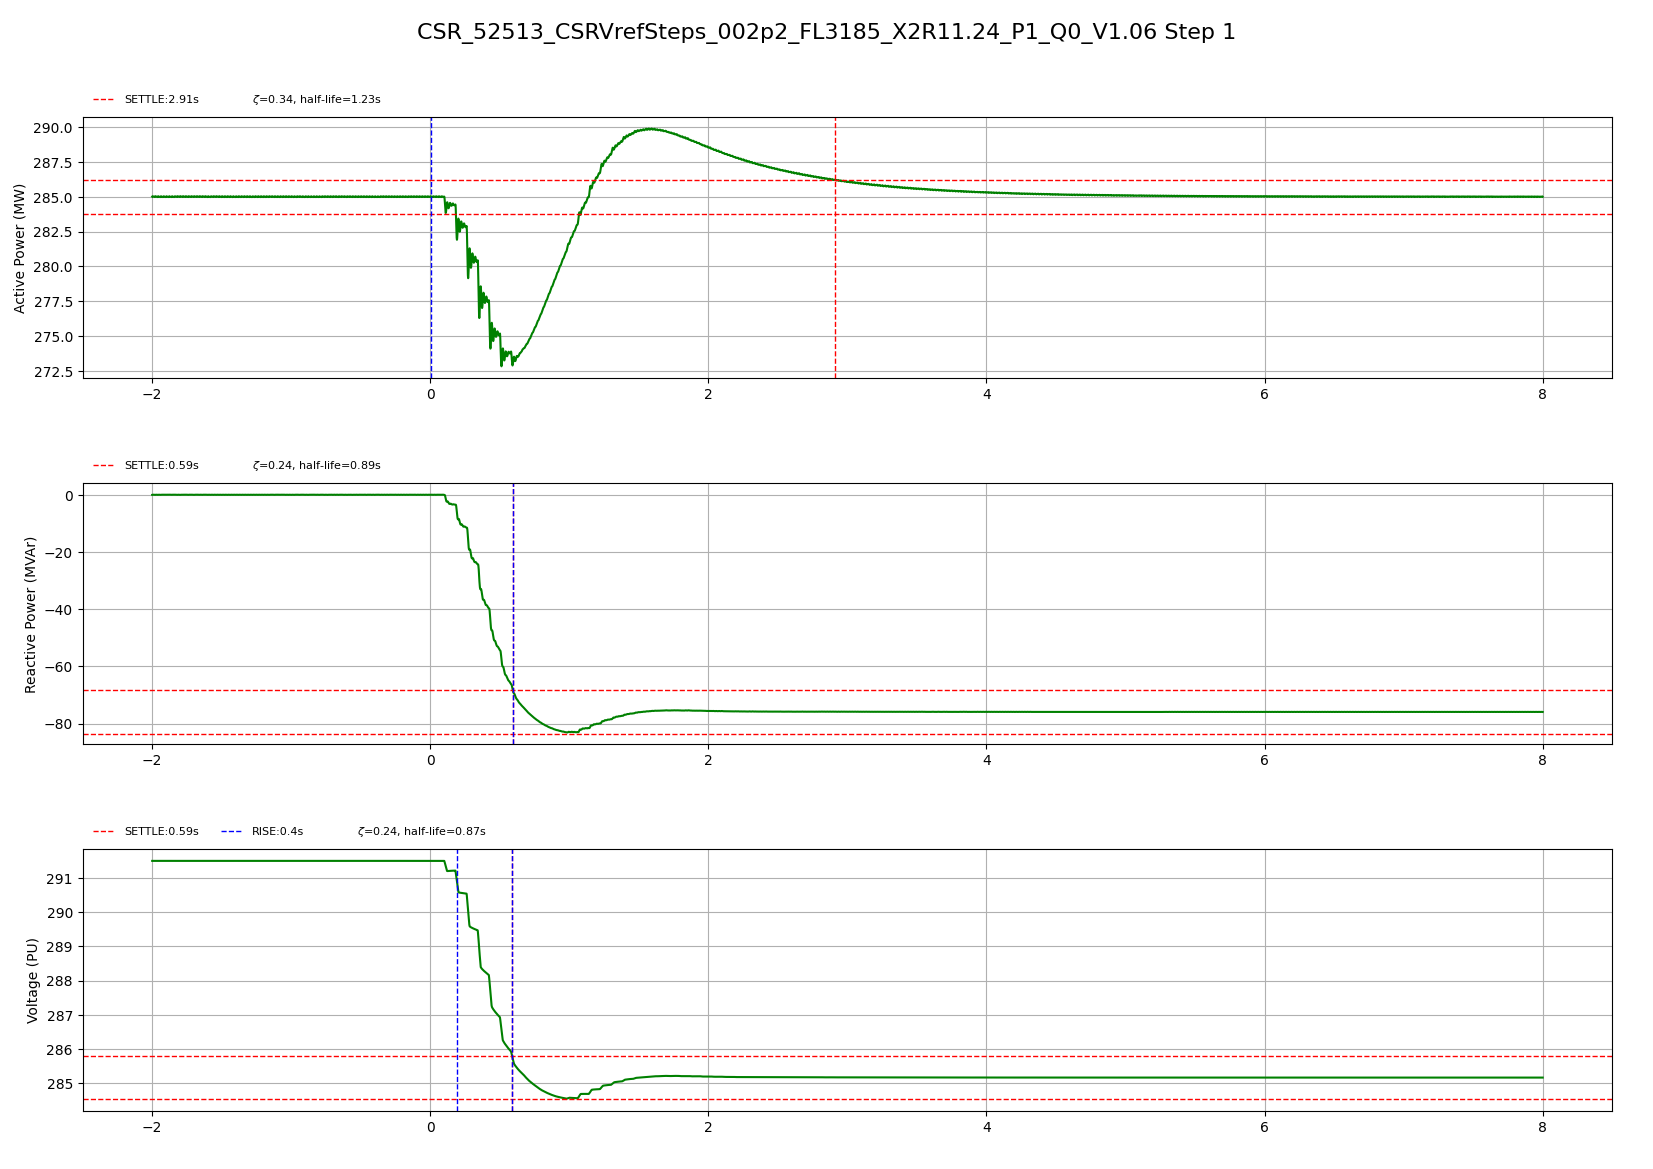 CSR_52513_CSRVrefSteps_002p2_FL3185_X2R11.24_P1_Q0_V1.06 Step 1
SETTLE:2.91s ζ=0.34, half-life=1.23s
Active Power (MW)
290.0
287.5
285.0
282.5
280.0
277.5
275.0
272.5
−2 0 2 4 6 8
SETTLE:0.59s ζ=0.24, half-life=0.89s
Reactive Power (MVAr)
0
−20
−40
−60
−80
−2 0 2 4 6 8
SETTLE:0.59s RISE:0.4s ζ=0.24, half-life=0.87s
Voltage (PU)
291
290
289
288
287
286
285
−2 0 2 4 6 8